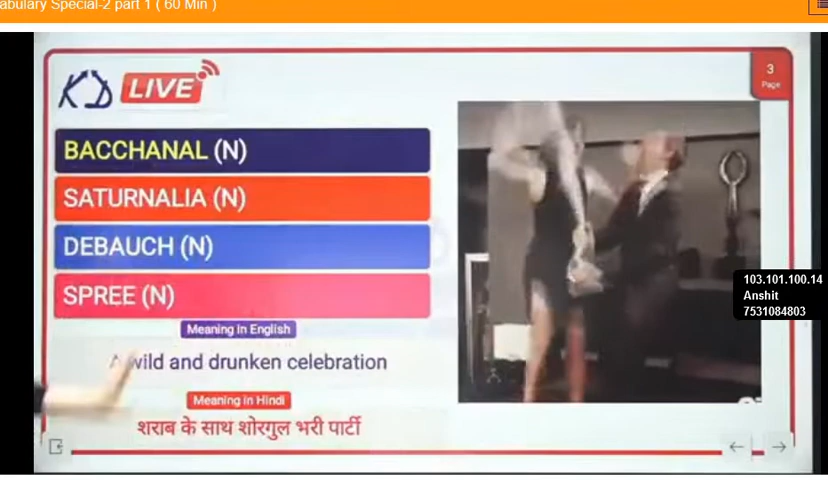 abulary Special-2 part 1 ( 60 Min )
KD LIVE
3
Page
BACCHANAL (N)
SATURNALIA (N)
DEBAUCH (N)
SPREE (N)
Meaning in English
A wild and drunken celebration
Meaning in Hindi
शराब के साथ शोरगुल भरी पार्टी
103.101.100.14
Anshit
7531084803